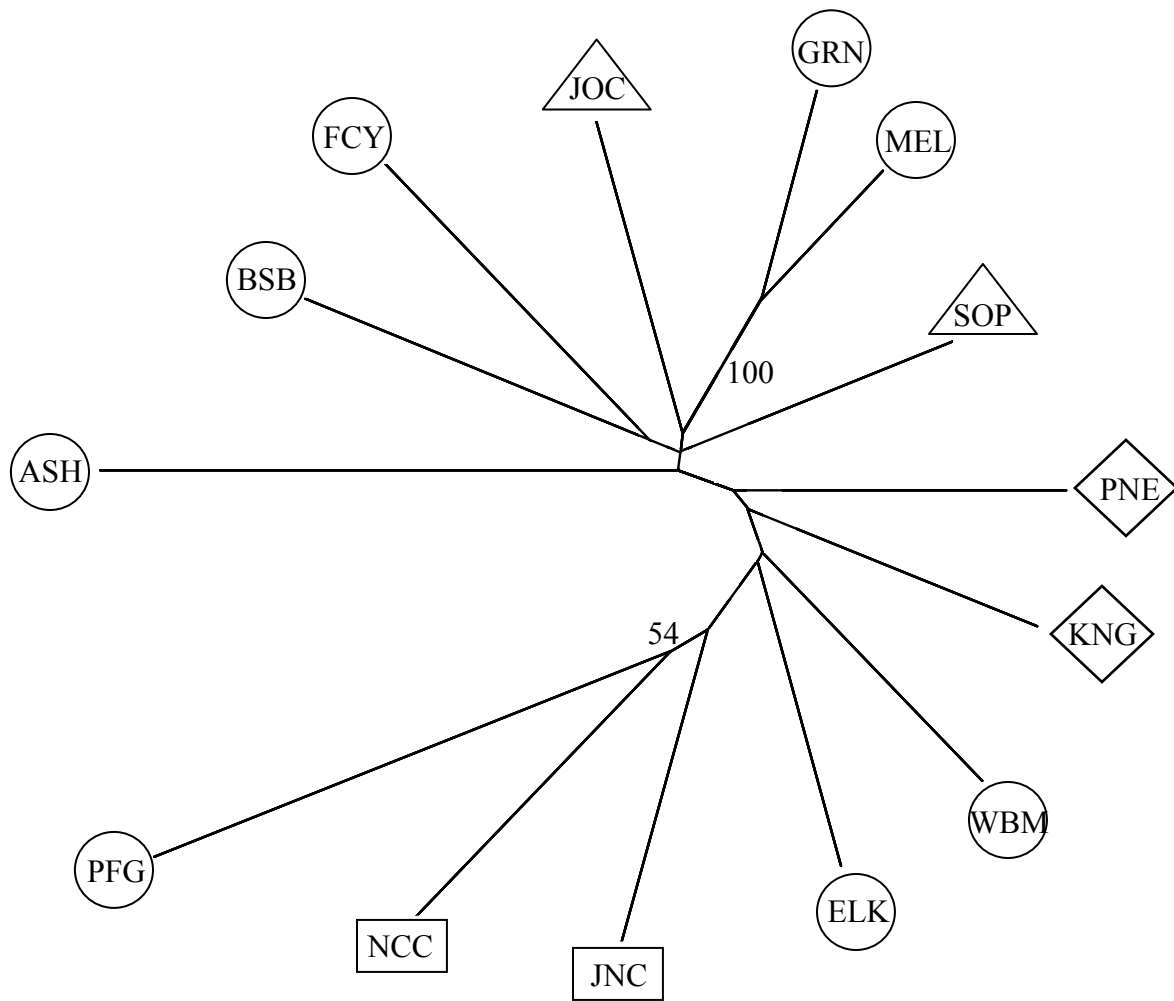 GRN
JOC
FCY
MEL
BSB
SOP
100
ASH
PNE
54
KNG
WBM
PFG
ELK
NCC
JNC